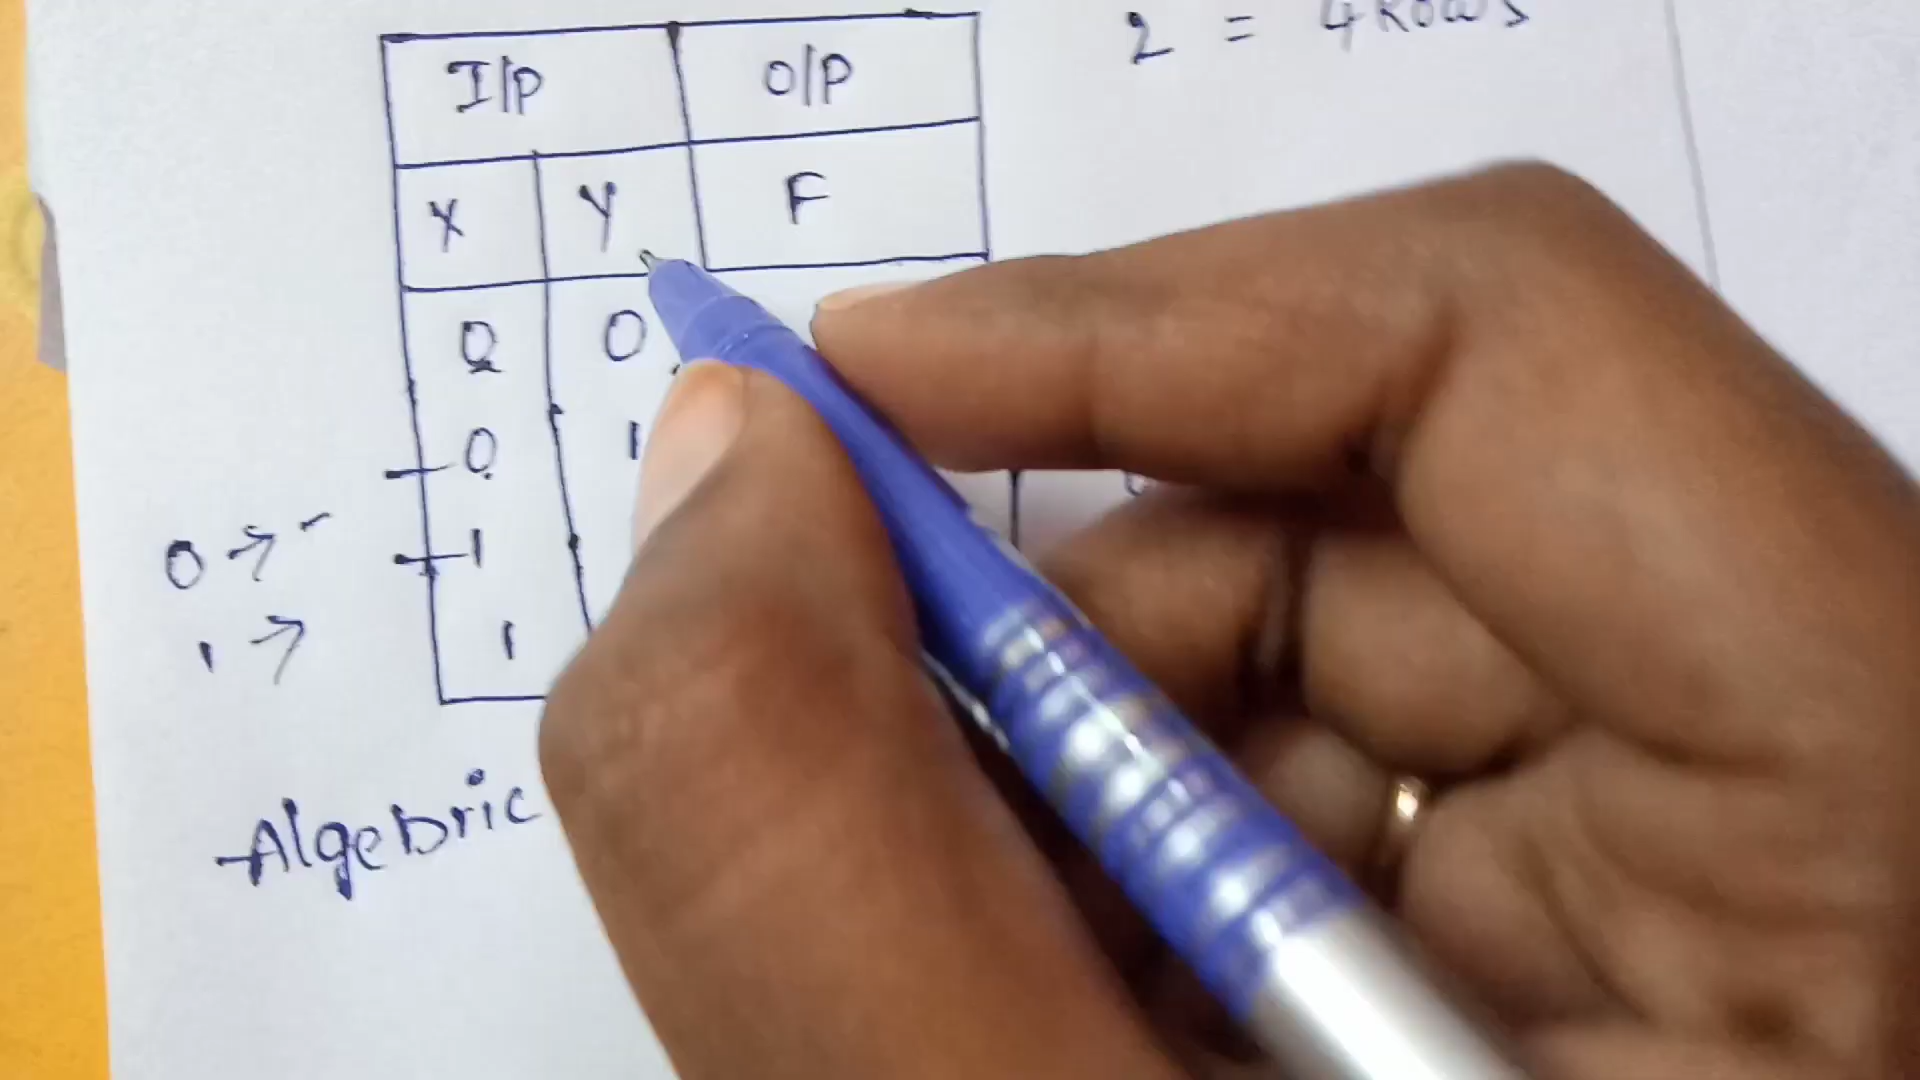 2 = 4 Rows
I/P O/P
X Y F
0 0
0 1
0 → - 1
1 → 1
Algebric